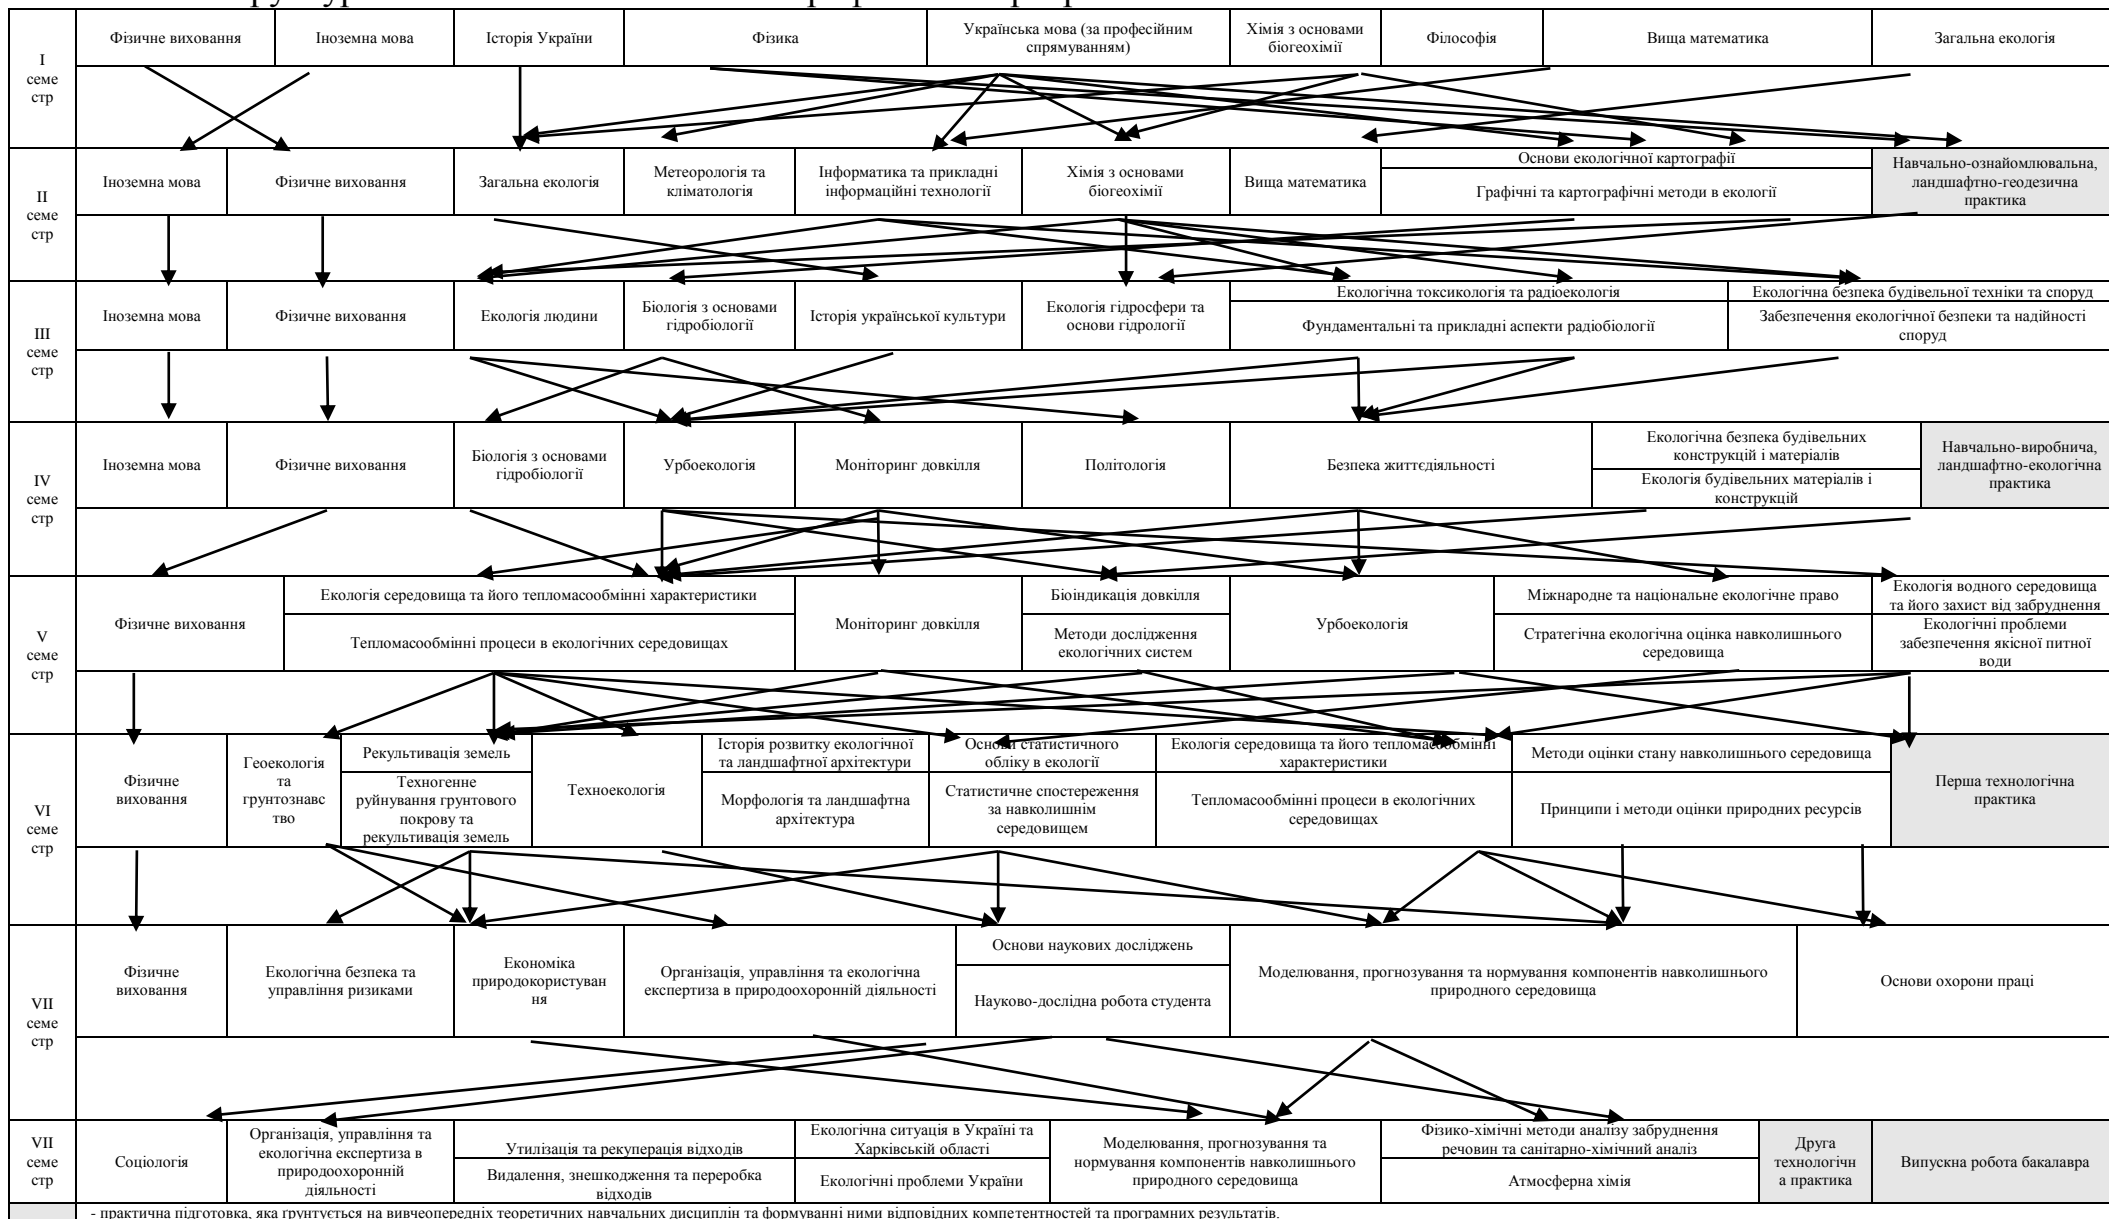 I
семе
стр
Фізичне виховання
Іноземна мова
Історія України
Фізика
Українська мова (за професійним
спрямуванням)
Хімія з основами
біогеохімії
Філософія
Вища математика
Загальна екологія
II
семе
стр
Іноземна мова
Фізичне виховання
Загальна екологія
Метеорологія та
кліматологія
Інформатика та прикладні
інформаційні технології
Хімія з основами
біогеохімії
Вища математика
Основи екологічної картографії
Графічні та картографічні методи в екології
Навчально-ознайомлювальна,
ландшафтно-геодезична
практика
III
семе
стр
Іноземна мова
Фізичне виховання
Екологія людини
Біологія з основами
гідробіології
Історія української культури
Екологія гідросфери та
основи гідрології
Екологічна токсикологія та радіоекологія
Фундаментальні та прикладні аспекти радіобіології
Екологічна безпека будівельної техніки та споруд
Забезпечення екологічної безпеки та надійності
споруд
IV
семе
стр
Іноземна мова
Фізичне виховання
Біологія з основами
гідробіології
Урбоекологія
Моніторинг довкілля
Політологія
Безпека життєдіяльності
Екологічна безпека будівельних
конструкцій і матеріалів
Екологія будівельних матеріалів і
конструкцій
Навчально-виробнича,
ландшафтно-екологічна
практика
V
семе
стр
Фізичне виховання
Екологія середовища та його тепломасообмінні характеристики
Тепломасообмінні процеси в екологічних середовищах
Моніторинг довкілля
Біоіндикація довкілля
Методи дослідження
екологічних систем
Урбоекологія
Міжнародне та національне екологічне право
Стратегічна екологічна оцінка навколишнього
середовища
Екологія водного середовища
та його захист від забруднення
Екологічні проблеми
забезпечення якісної питної
води
VI
семе
стр
Фізичне
виховання
Геоекологія
та
грунтознавс
тво
Рекультивація земель
Техногенне
руйнування грунтового
покрову та
рекультивація земель
Техноекологія
Історія розвитку екологічної
та ландшафтної архітектури
Морфологія та ландшафтна
архітектура
Основи статистичного
обліку в екології
Статистичне спостереження
за навколишнім
середовищем
Екологія середовища та його тепломасообмінні
характеристики
Тепломасообмінні процеси в екологічних
середовищах
Методи оцінки стану навколишнього середовища
Принципи і методи оцінки природних ресурсів
Перша технологічна
практика
VII
семе
стр
Фізичне
виховання
Екологічна безпека та
управління ризиками
Економіка
природокористуван
ня
Організація, управління та екологічна
експертиза в природоохоронній діяльності
Основи наукових досліджень
Науково-дослідна робота студента
Моделювання, прогнозування та нормування компонентів навколишнього
природного середовища
Основи охорони праці
VII
семе
стр
Соціологія
Організація, управління та
екологічна експертиза в
природоохоронній
діяльності
Утилізація та рекуперація відходів
Видалення, знешкодження та переробка
відходів
Екологічна ситуація в Україні та
Харківській області
Екологічні проблеми України
Моделювання, прогнозування та
нормування компонентів навколишнього
природного середовища
Фізико-хімічні методи аналізу забруднення
речовин та санітарно-хімічний аналіз
Атмосферна хімія
Друга
технологічн
а практика
Випускна робота бакалавра
- практична підготовка, яка ґрунтується на вивчеопередніх теоретичних навчальних дисциплін та формуванні ними відповідних компетентностей та програмних результатів.